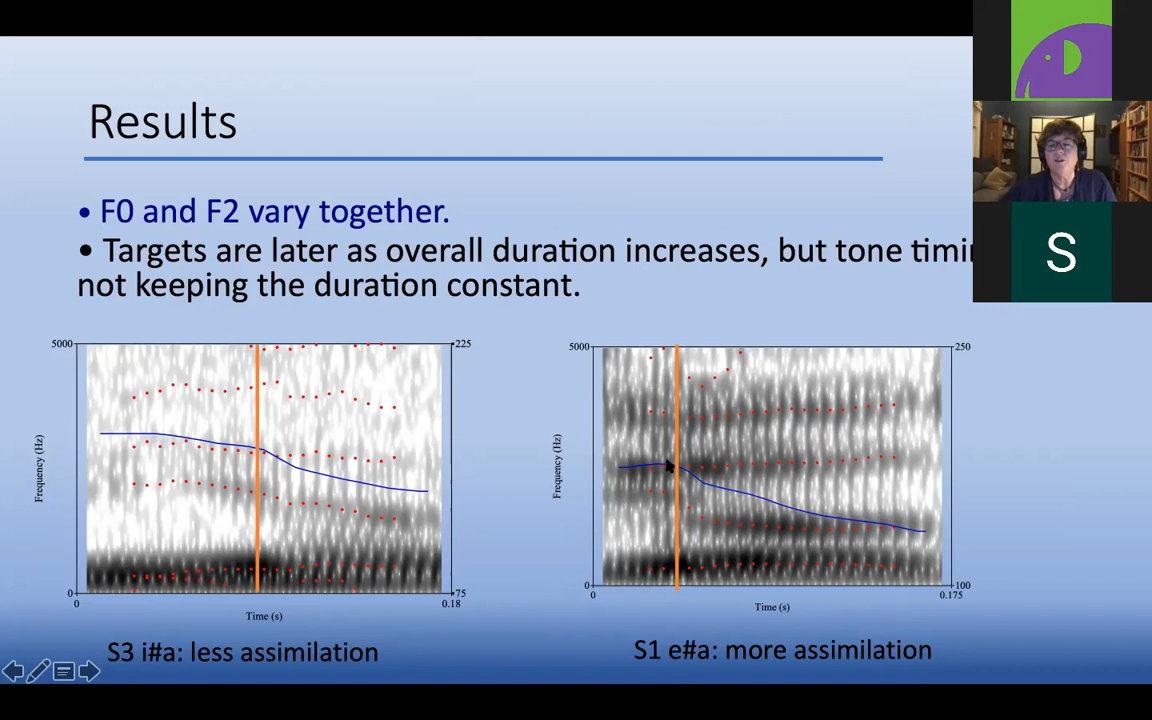 Results
• F0 and F2 vary together.
• Targets are later as overall duration increases, but tone
not keeping the duration constant.
5000
225
Frequency (Hz)
0
75
0
0.18
Time (s)
5000
250
Frequency (Hz)
0
100
0
0.175
Time (s)
S3 i#a: less assimilation
S1 e#a: more assimilation
S